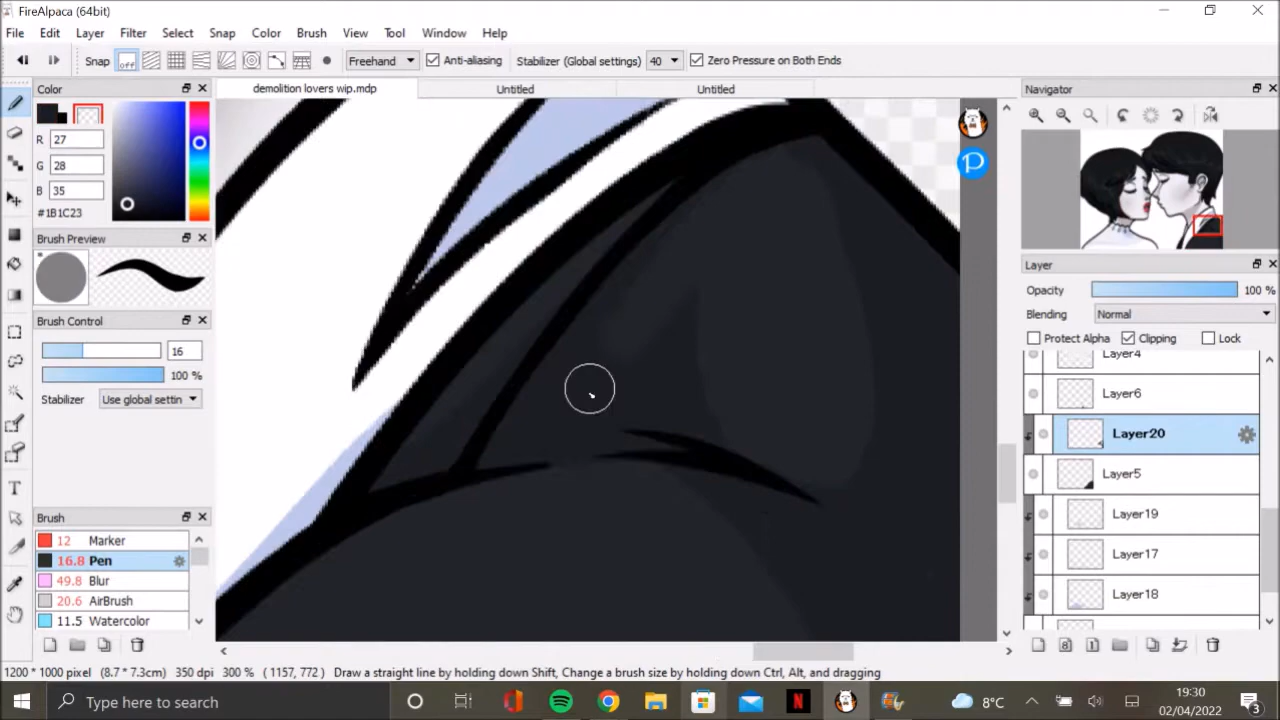 FireAlpaca (64bit)
File Edit Layer Filter Select Snap Color Brush View Tool Window Help
Snap off Freehand Anti-aliasing Stabilizer (Global settings) 40 Zero Pressure on Both Ends
Color
demolition lovers wip.mdp Untitled Untitled
Navigator
R 27
G 28
B 35
#1B1C23
Brush Preview
Layer
Opacity 100 %
Blending Normal
Protect Alpha Clipping Lock
Brush Control
16
100 %
Stabilizer Use global settin
Layer4
Layer6
Layer20
Layer5
Layer19
Layer17
Layer18
Brush
12 Marker
16.8 Pen
49.8 Blur
20.6 AirBrush
11.5 Watercolor
1200 * 1000 pixel (8.7 * 7.3cm) 350 dpi 300 % ( 1157, 772 ) Draw a straight line by holding down Shift, Change a brush size by holding down Ctrl, Alt, and dragging
Type here to search
8°C
19:30
02/04/2022
3